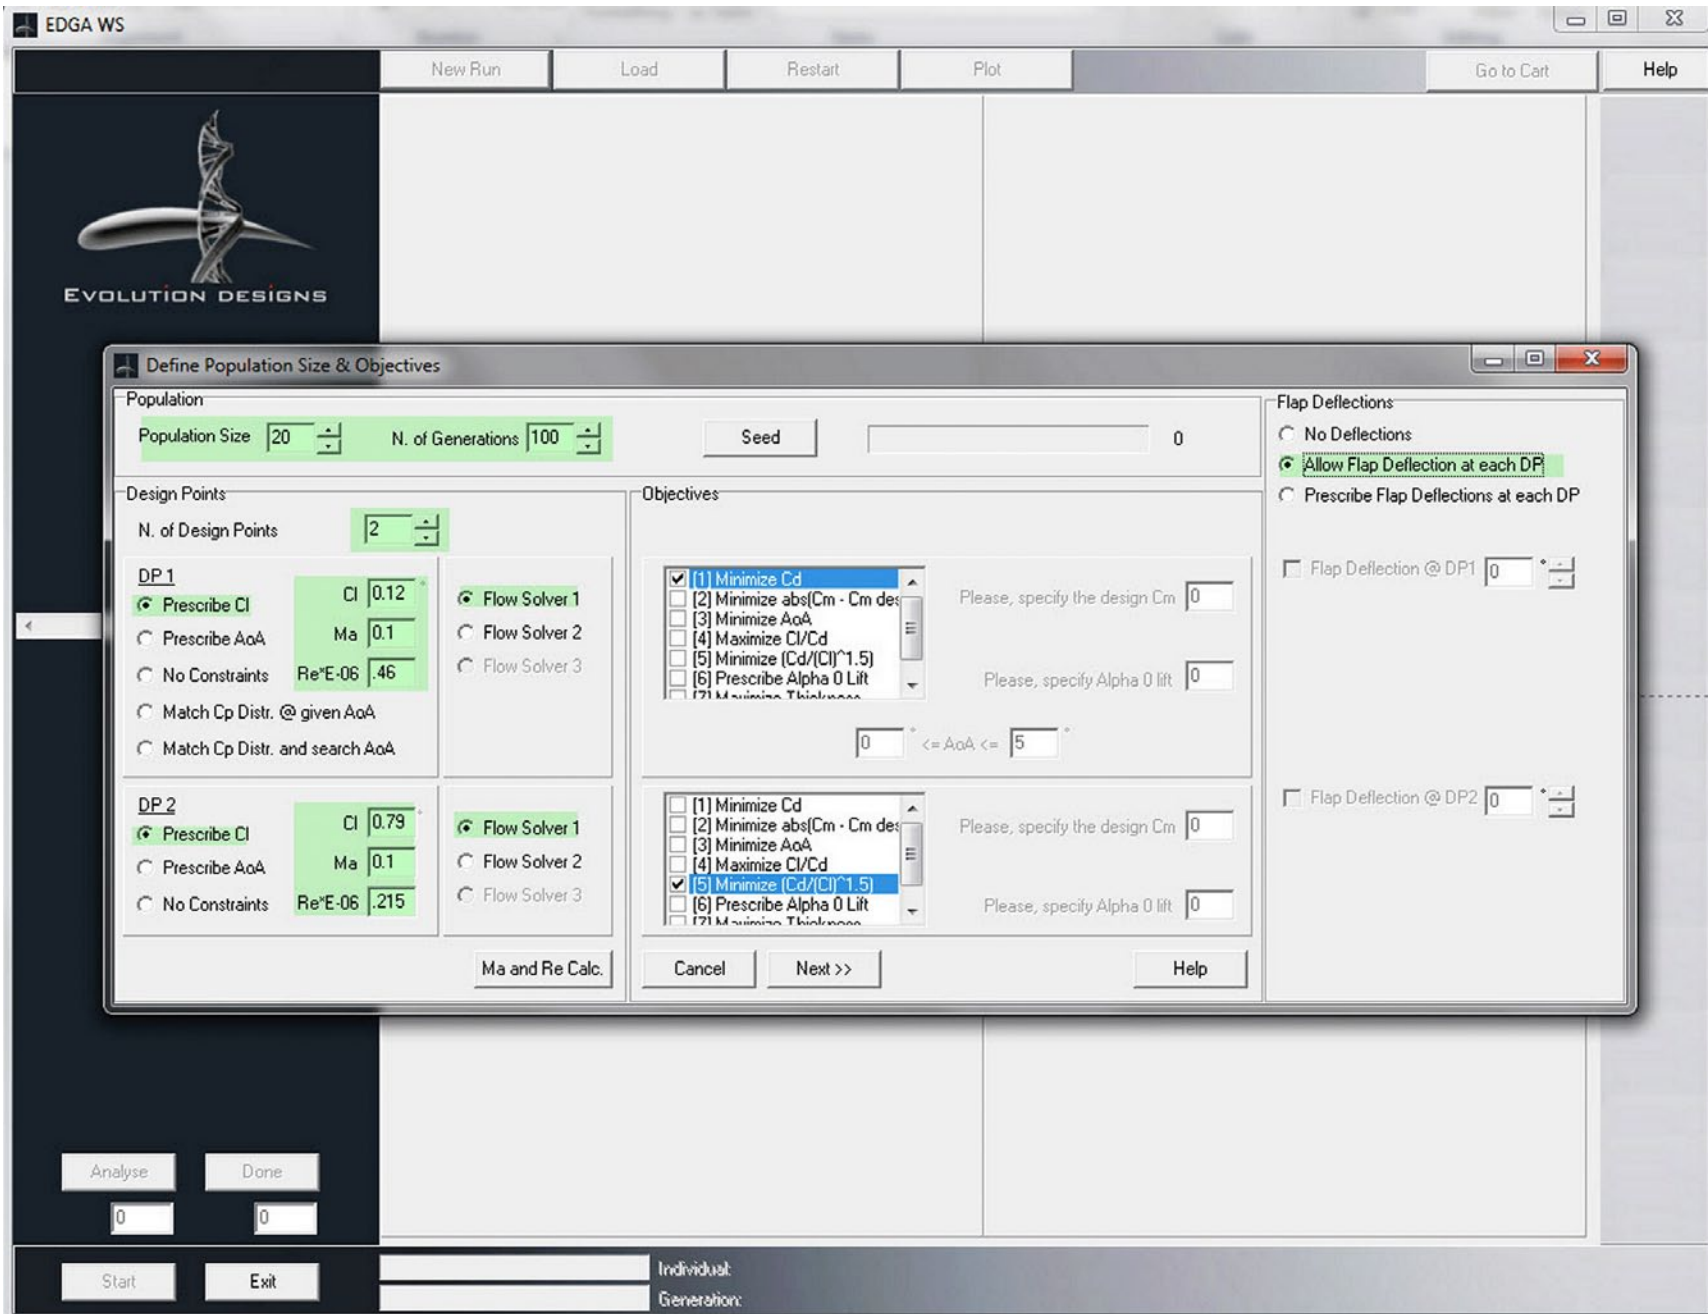 EDGA WS
New Run Load Restart Plot Go to Cart Help
EVOLUTION DESIGNS
Define Population Size & Objectives
Population
Population Size 20 N. of Generations 100 Seed 0
Flap Deflections
No Deflections
Allow Flap Deflection at each DP
Prescribe Flap Deflections at each DP
Flap Deflection @ DP1 0 °
Flap Deflection @ DP2 0 °
Design Points
N. of Design Points 2
DP 1
Prescribe Cl
Prescribe AoA
No Constraints
Match Cp Distr. @ given AoA
Match Cp Distr. and search AoA
Cl 0.12 °
Ma 0.1
Re*E-06 .46
Flow Solver 1
Flow Solver 2
Flow Solver 3
DP 2
Prescribe Cl
Prescribe AoA
No Constraints
Cl 0.79 °
Ma 0.1
Re*E-06 .215
Flow Solver 1
Flow Solver 2
Flow Solver 3
Ma and Re Calc.
Objectives
[1] Minimize Cd
[2] Minimize abs(Cm - Cm des
[3] Minimize AoA
[4] Maximize Cl/Cd
[5] Minimize (Cd/(Cl)^1.5)
[6] Prescribe Alpha 0 Lift
[7] Maximize Thickness
Please, specify the design Cm 0
Please, specify Alpha 0 lift 0
0 ° <= AoA <= 5 °
[1] Minimize Cd
[2] Minimize abs(Cm - Cm des
[3] Minimize AoA
[4] Maximize Cl/Cd
[5] Minimize (Cd/(Cl)^1.5)
[6] Prescribe Alpha 0 Lift
[7] Maximize Thickness
Please, specify the design Cm 0
Please, specify Alpha 0 lift 0
Cancel Next >> Help
Analyse Done
0 0
Start Exit
Individual:
Generation: